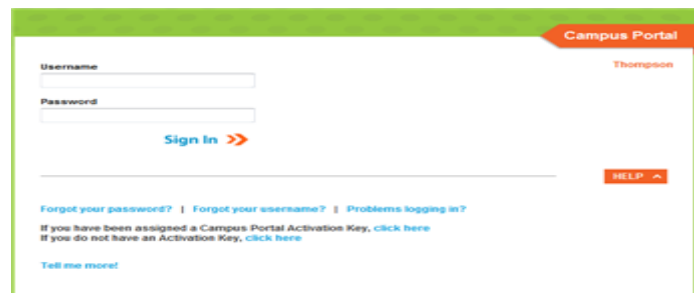 Campus Portal
Username
Thompson
Password
Sign In
HELP
Forgot your password? | Forgot your username? | Problems logging in?
If you have been assigned a Campus Portal Activation Key, click here
If you do not have an Activation Key, click here
Tell me more!